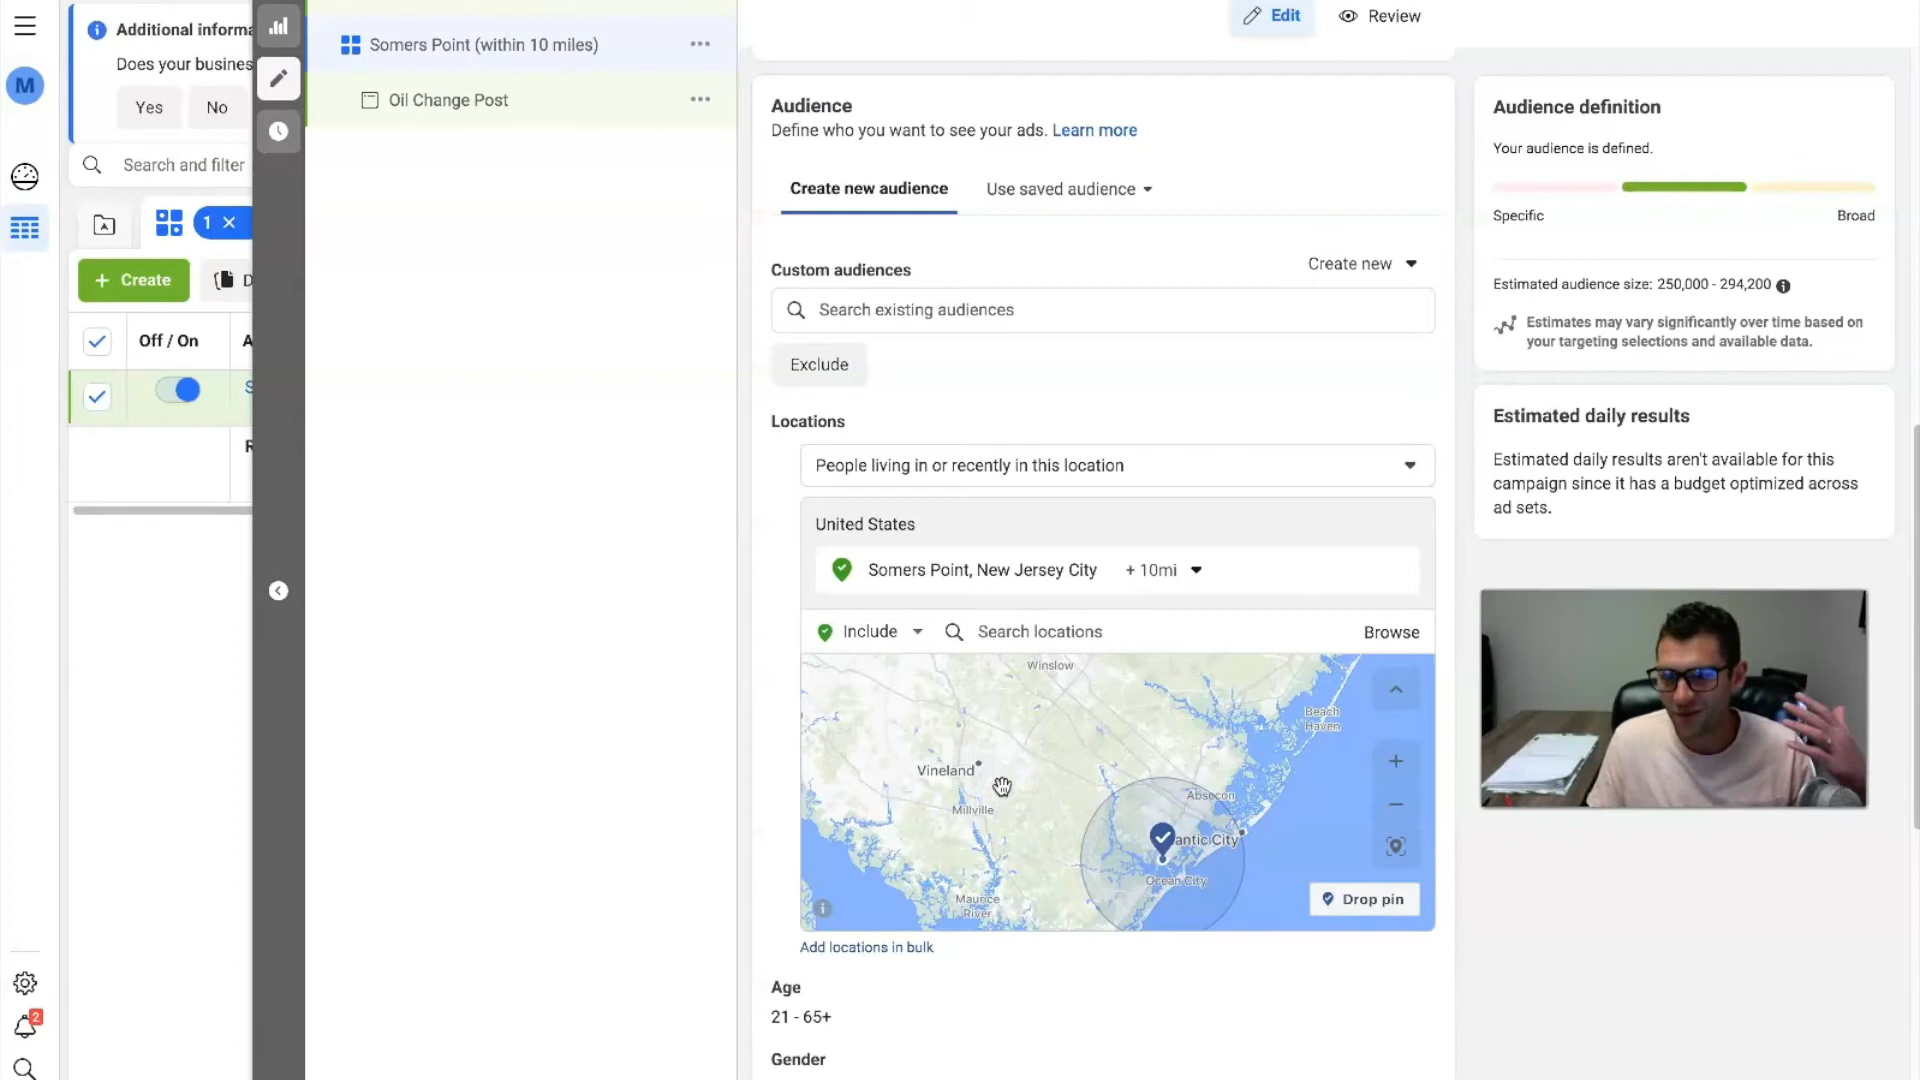 M
Additional informa
Does your busines
Yes
No
Search and filter
1
Create
D
Off / On
A
S
R
2
Somers Point (within 10 miles)
Oil Change Post
Edit
Review
Audience
Define who you want to see your ads. Learn more
Create new audience
Use saved audience
Custom audiences
Create new
Search existing audiences
Exclude
Locations
People living in or recently in this location
United States
Somers Point, New Jersey City
+ 10mi
Include
Search locations
Browse
Winslow
Beach
Haven
Vineland
Millville
Absecon
antic City
Ocean City
Maurice
River
Drop pin
Add locations in bulk
Age
21 - 65+
Gender
Audience definition
Your audience is defined.
Specific
Broad
Estimated audience size: 250,000 - 294,200
Estimates may vary significantly over time based on
your targeting selections and available data.
Estimated daily results
Estimated daily results aren't available for this
campaign since it has a budget optimized across
ad sets.